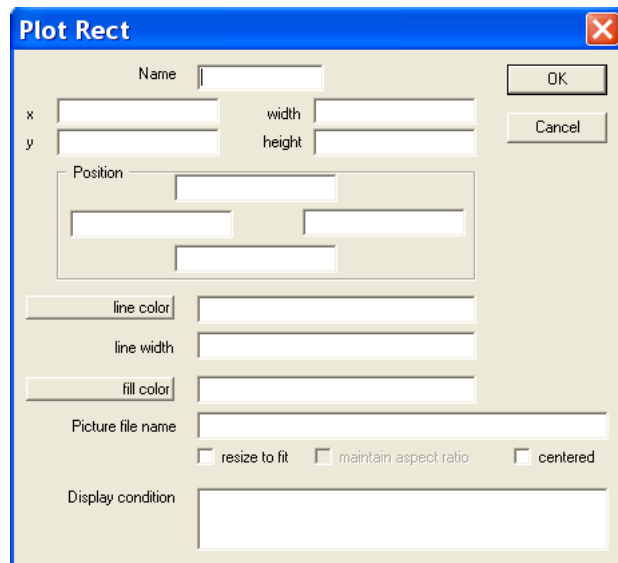 Plot Rect
Name
OK
x
width
Cancel
y
height
Position
line color
line width
fill color
Picture file name
resize to fit
maintain aspect ratio
centered
Display condition